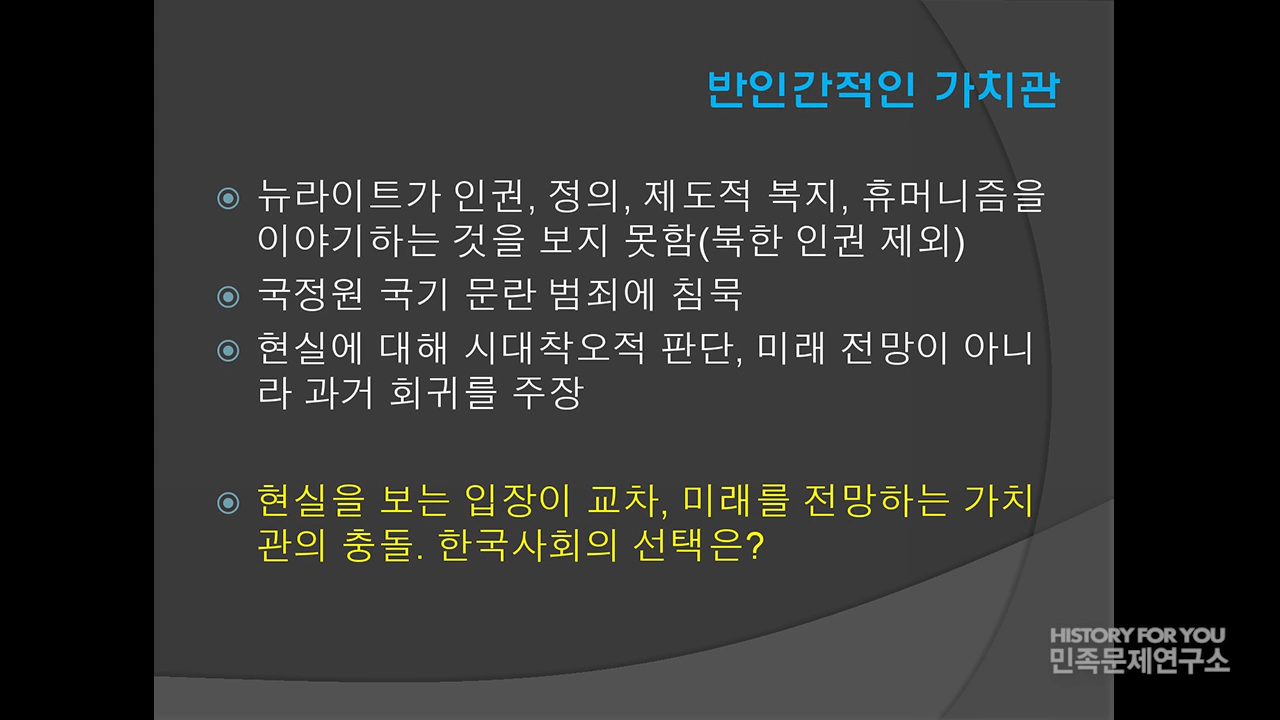 반인간적인 가치관
뉴라이트가 인권, 정의, 제도적 복지, 휴머니즘을
이야기하는 것을 보지 못함(북한 인권 제외)
국정원 국기 문란 범죄에 침묵
현실에 대해 시대착오적 판단, 미래 전망이 아니
라 과거 회귀를 주장
현실을 보는 입장이 교차, 미래를 전망하는 가치
관의 충돌. 한국사회의 선택은?
HISTORY FOR YOU
민족문제연구소